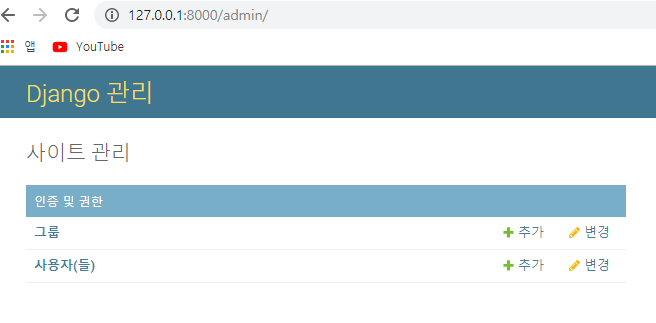 127.0.0.1:8000/admin/
앱 YouTube
Django 관리
사이트 관리
인증 및 권한
그룹 추가 변경
사용자(들) 추가 변경